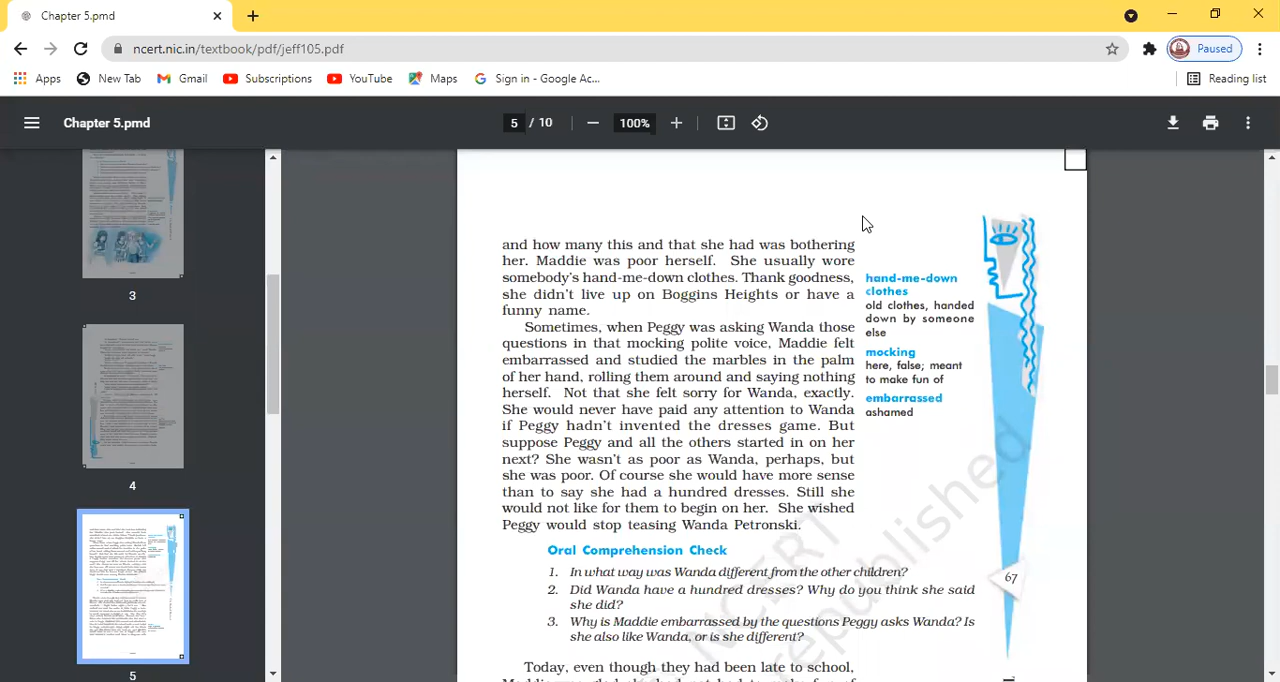 Chapter 5.pmd
ncert.nic.in/textbook/pdf/jeff105.pdf
Paused
Apps
New Tab
Gmail
Subscriptions
YouTube
Maps
Sign in - Google Ac...
Reading list
Chapter 5.pmd
5 / 10
100%
3
4
5
and how many this and that she had was bothering
her. Maddie was poor herself. She usually wore
somebody's hand-me-down clothes. Thank goodness,
she didn't live up on Boggins Heights or have a
funny name.
Sometimes, when Peggy was asking Wanda those
questions in that mocking polite voice, Maddie felt
embarrassed and studied the marbles in the palm
of her hand, rolling them around and saying nothing
herself. Not that she felt sorry for Wanda, exactly.
She would never have paid any attention to Wanda
if Peggy hadn't invented the dresses game. But
suppose Peggy and all the others started in on her
next? She wasn't as poor as Wanda, perhaps, but
she was poor. Of course she would have more sense
than to say she had a hundred dresses. Still she
would not like for them to begin on her. She wished
Peggy would stop teasing Wanda Petronski.
hand-me-down
clothes
old clothes, handed
down by someone
else
mocking
here, false; meant
to make fun of
embarrassed
ashamed
Oral Comprehension Check
1. In what way was Wanda different from the other children?
2. Did Wanda have a hundred dresses? Why do you think she said
she did?
3. Why is Maddie embarrassed by the questions Peggy asks Wanda? Is
she also like Wanda, or is she different?
67
Today, even though they had been late to school,
republished